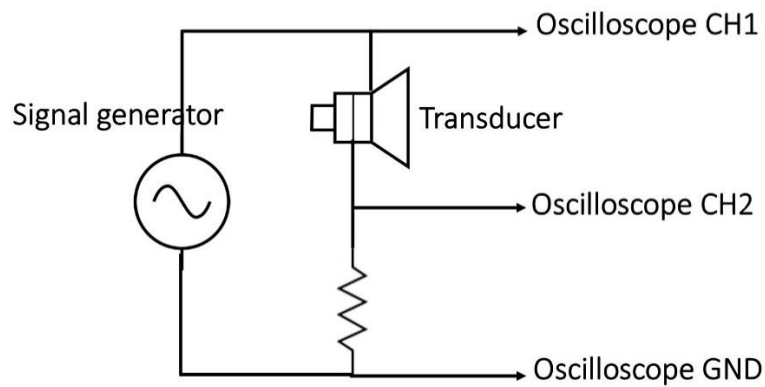 Oscilloscope CH1
Signal generator
Transducer
Oscilloscope CH2
Oscilloscope GND